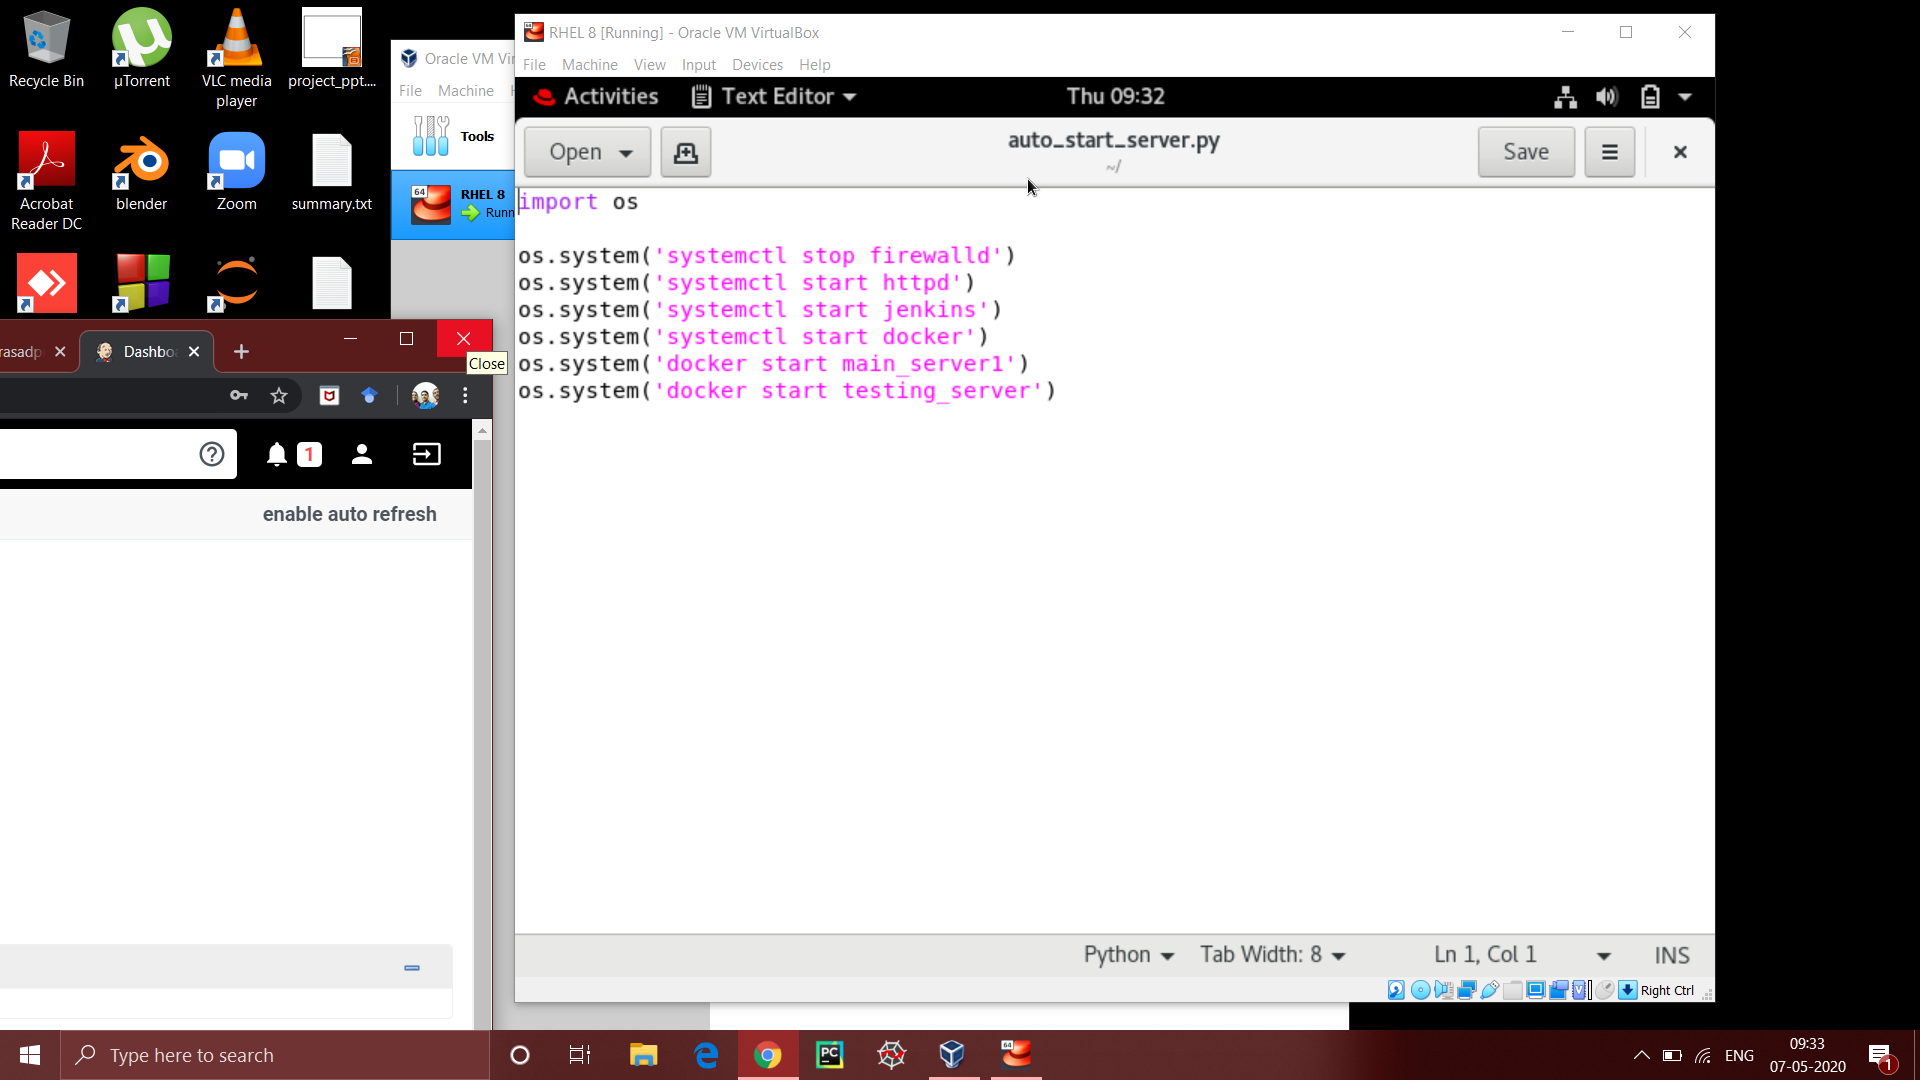 Recycle Bin
µTorrent
VLC media player
project_ppt....
Acrobat Reader DC
blender
Zoom
summary.txt
Oracle VM Vi
File Machine
Tools
64
RHEL 8
Runn
RHEL 8 [Running] - Oracle VM VirtualBox
File Machine View Input Devices Help
Activities Text Editor Thu 09:32
Open auto_start_server.py Save
~/
import os
os.system('systemctl stop firewalld')
os.system('systemctl start httpd')
os.system('systemctl start jenkins')
os.system('systemctl start docker')
os.system('docker start main_server1')
os.system('docker start testing_server')
Python Tab Width: 8 Ln 1, Col 1 INS
Right Ctrl
rasadp Dashbo
Close
1
enable auto refresh
Type here to search
PC
64
ENG
09:33
07-05-2020
1